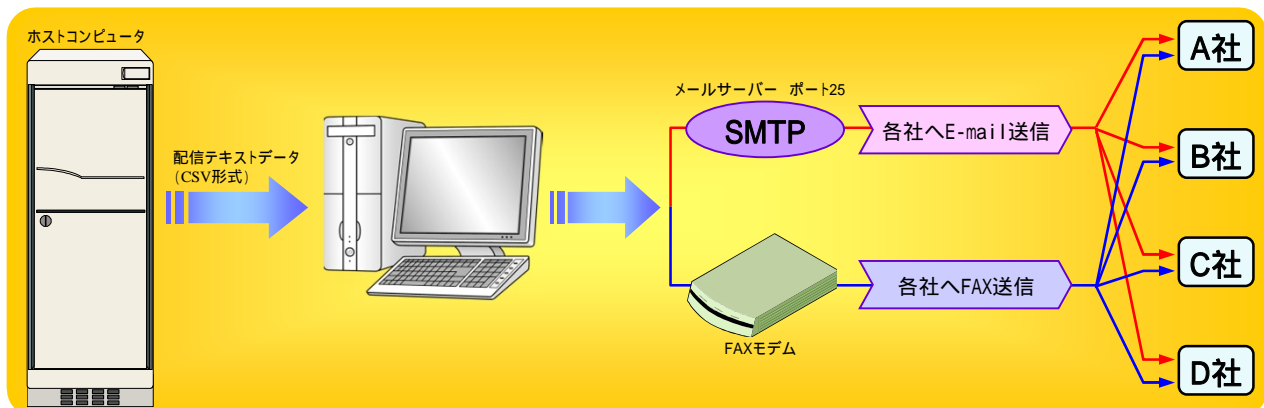 ホストコンピュータ
配信テキストデータ
(CSV形式)
メールサーバー ポート25
SMTP
各社へE-mail送信
FAXモデム
各社へFAX送信
A社
B社
C社
D社